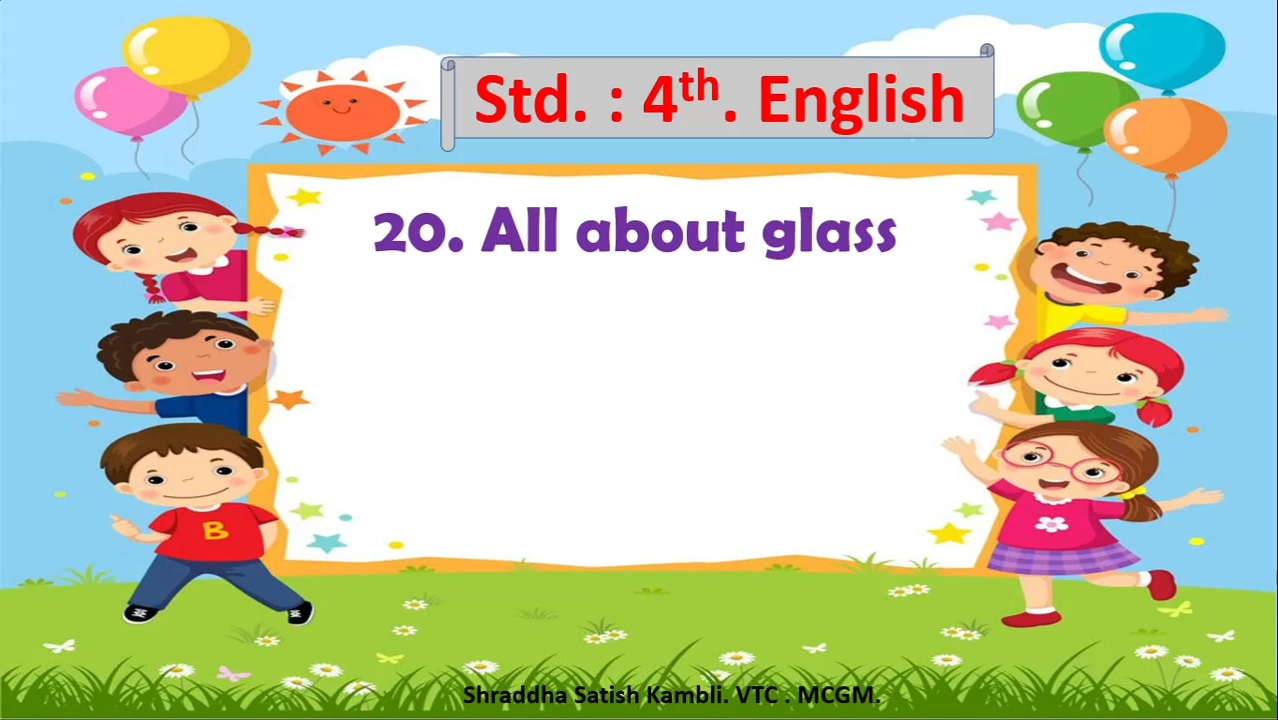 Std. : 4th. English
20. All about glass
B
Shraddha Satish Kambli. VTC . MCGM.